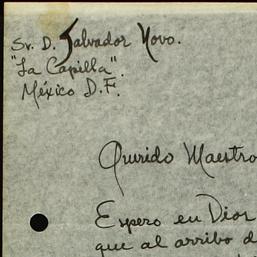 Sr. D. Salvador Novo.
"La Capilla".
México D.F.
Querido Maestro
Espero en Dios
que al arribo d